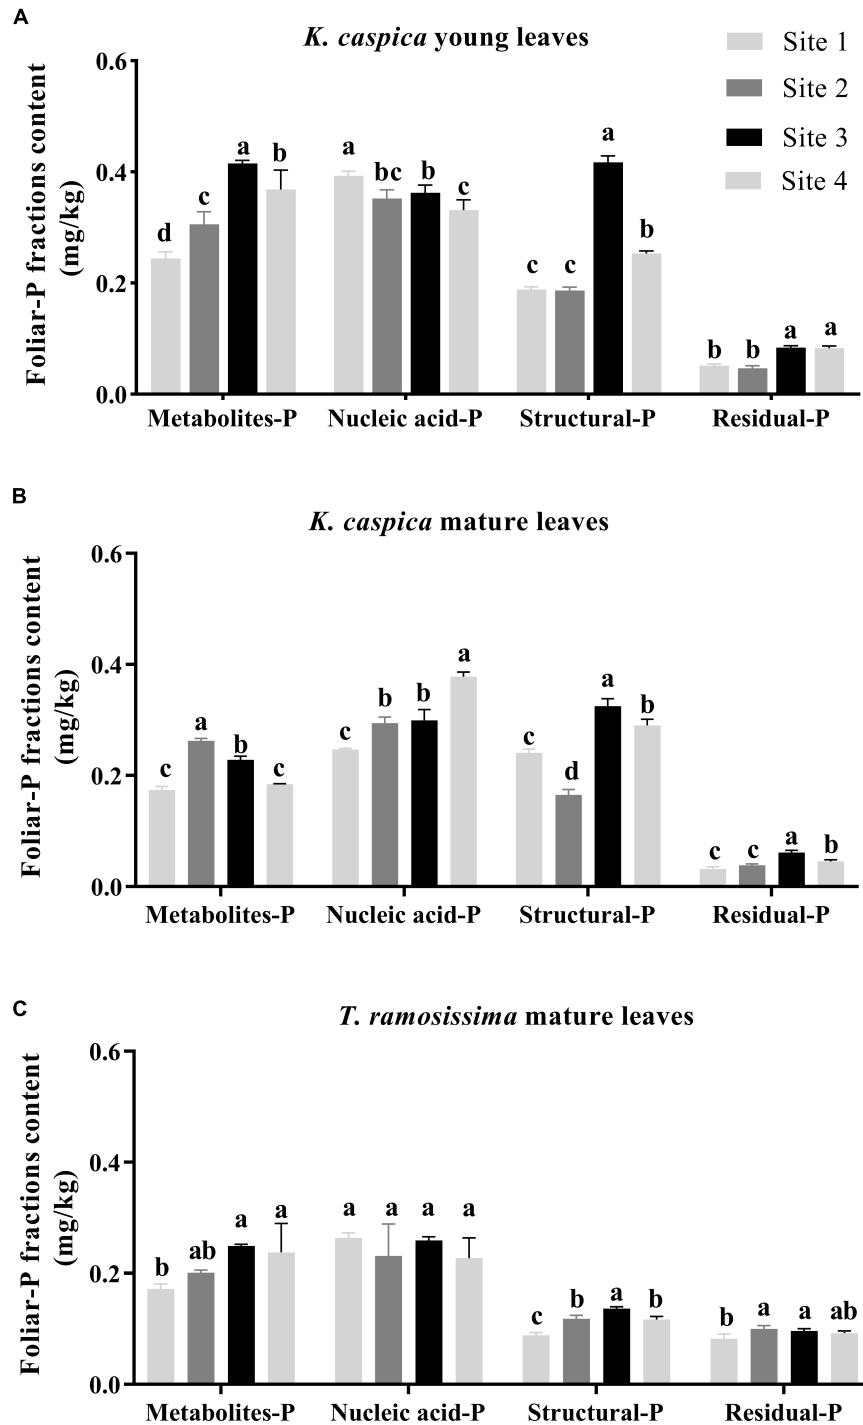 A
K. caspica young leaves
Site 1
Site 2
Site 3
Site 4
Foliar-P fractions content
(mg/kg)
0.6
0.4
0.2
0.0
d c a b
a bc b c
c c a b
b b a a
Metabolites-P Nucleic acid-P Structural-P Residual-P
B
K. caspica mature leaves
Foliar-P fractions content
(mg/kg)
0.6
0.4
0.2
0.0
c a b c
c b b a
c d a b
c c a b
Metabolites-P Nucleic acid-P Structural-P Residual-P
C
T. ramosissima mature leaves
Foliar-P fractions content
(mg/kg)
0.6
0.4
0.2
0.0
b ab a a
a a a a
c b a b
b a a ab
Metabolites-P Nucleic acid-P Structural-P Residual-P